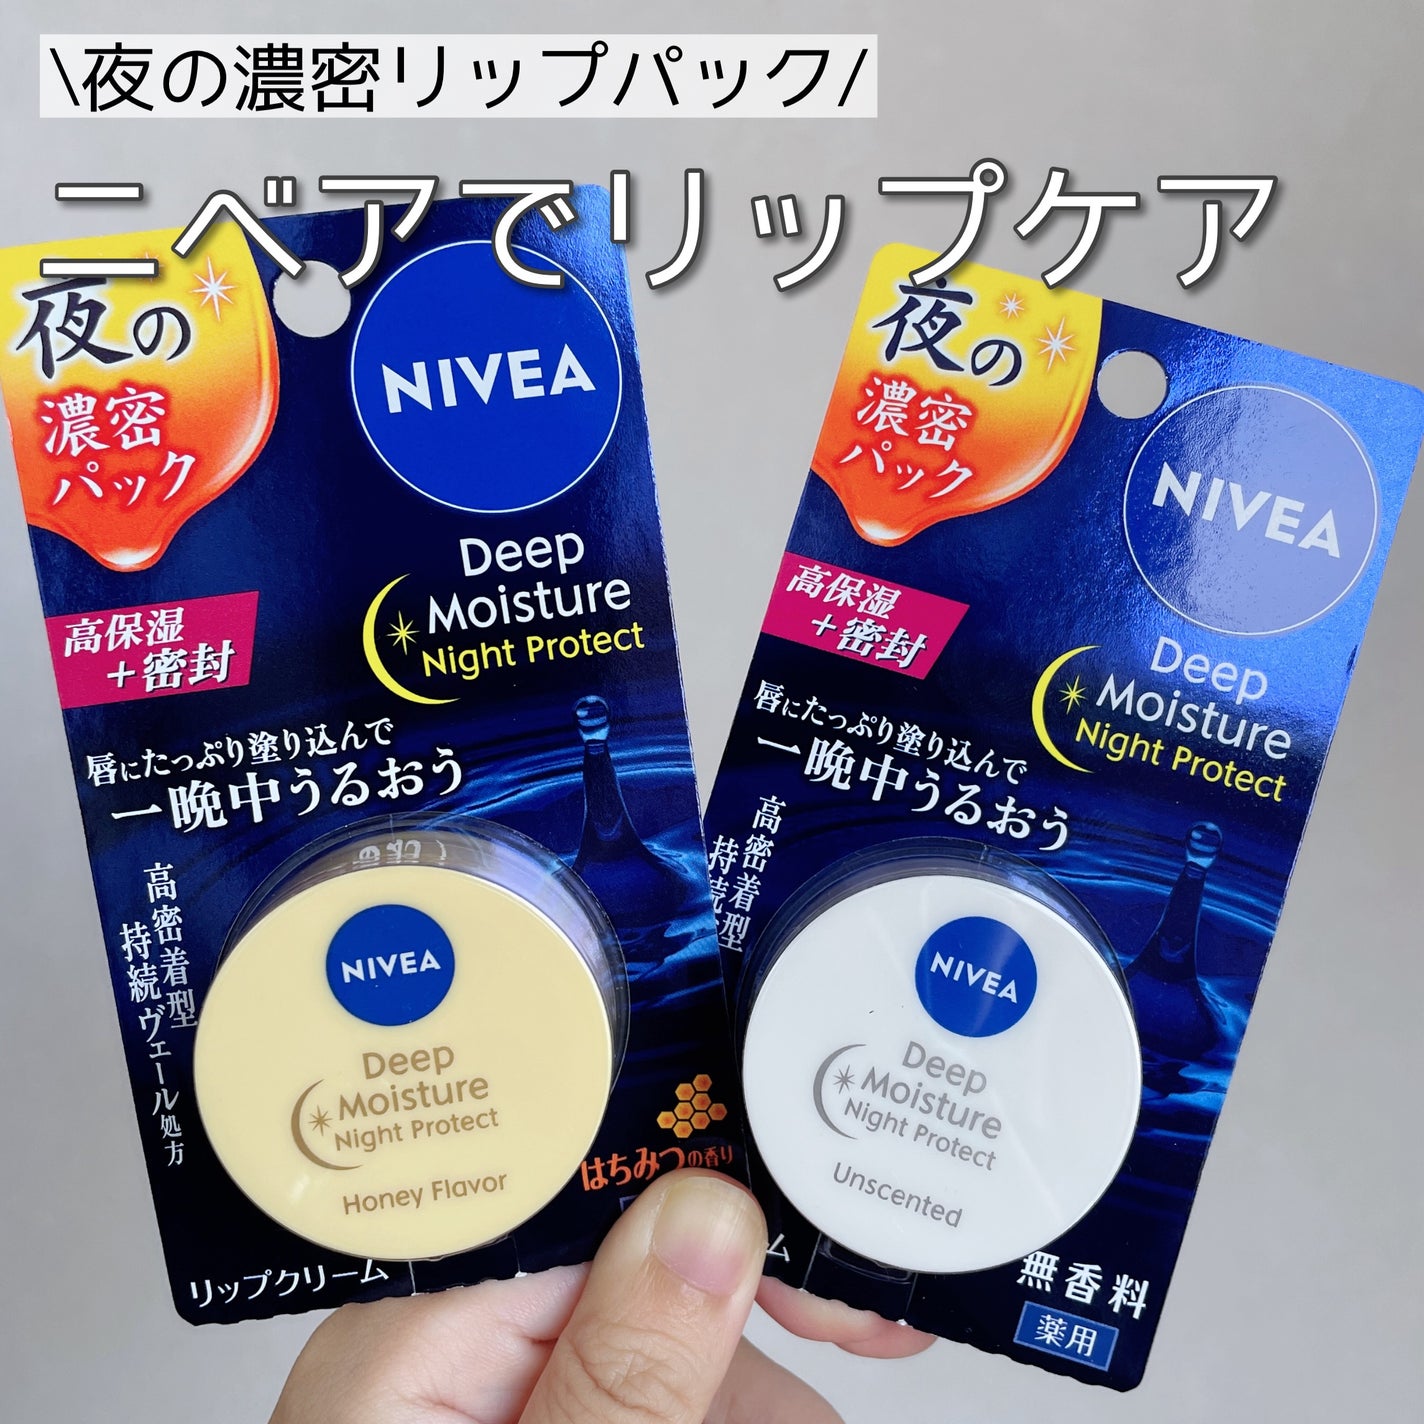 \夜の濃密リップパック/
ニベアでリップケア
夜の
濃密
パック
NIVEA
Deep
Moisture
Night Protect
高保湿
+密封
唇にたっぷり塗り込んで
一晩中うるおう
高密着型
持続ヴェール処方
NIVEA
Deep
Moisture
Night Protect
Honey Flavor
はちみつの香り
リップクリーム
夜の
濃密
パック
NIVEA
Deep
Moisture
Night Protect
高保湿
+密封
唇にたっぷり塗り込んで
一晩中うるおう
高密着型
NIVEA
Deep
Moisture
Night Protect
Unscented
無香料
薬用